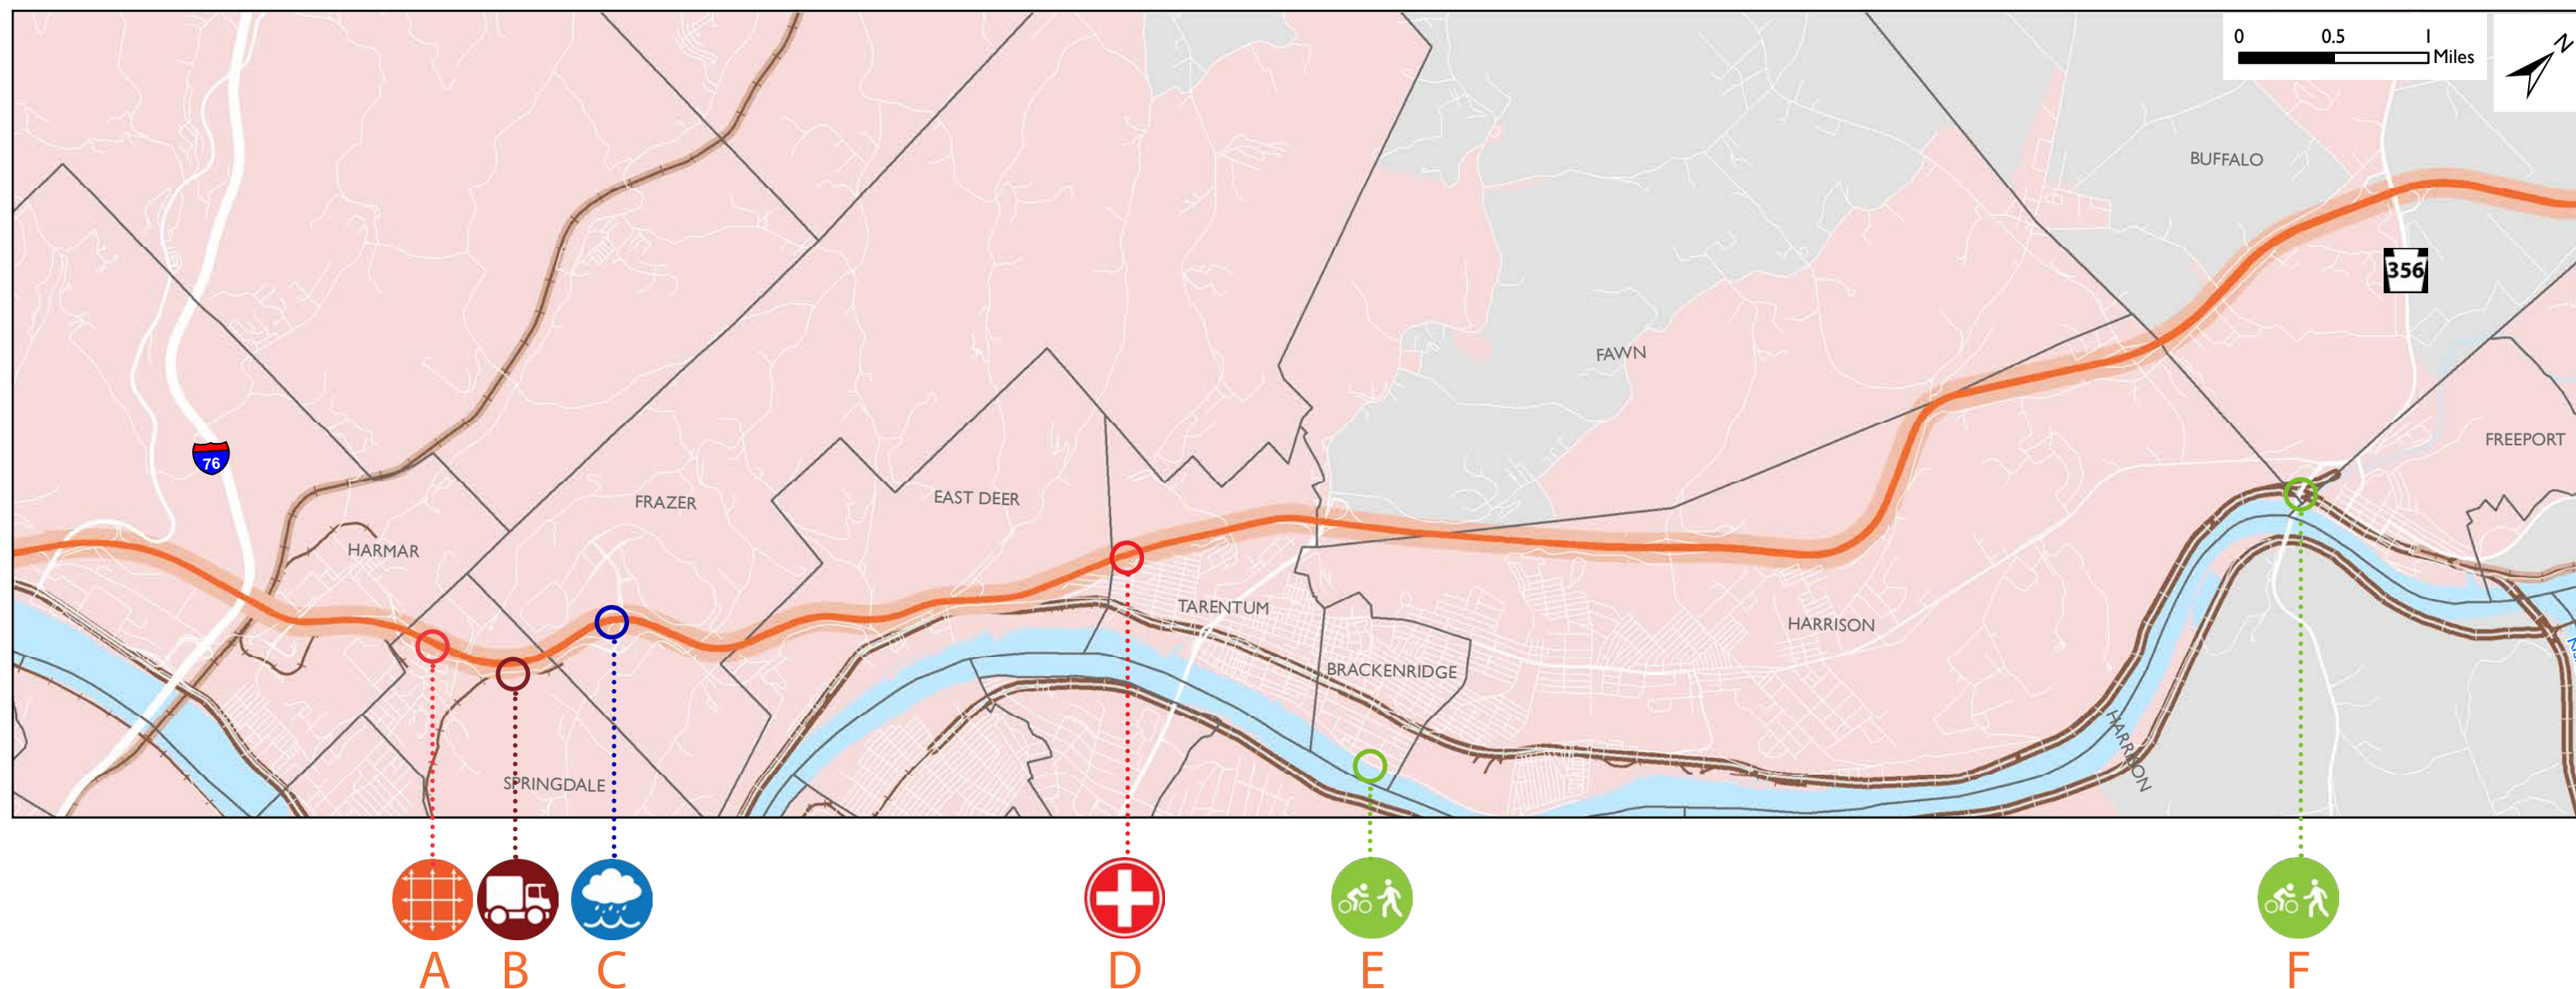 0 0.5 1
Miles
N
BUFFALO
356
FAWN
76
FREEPORT
FRAZER
EAST DEER
HARMAR
TARENTUM
HARRISON
BRACKENRIDGE
HARRISON
SPRINGDALE
A B C D E F